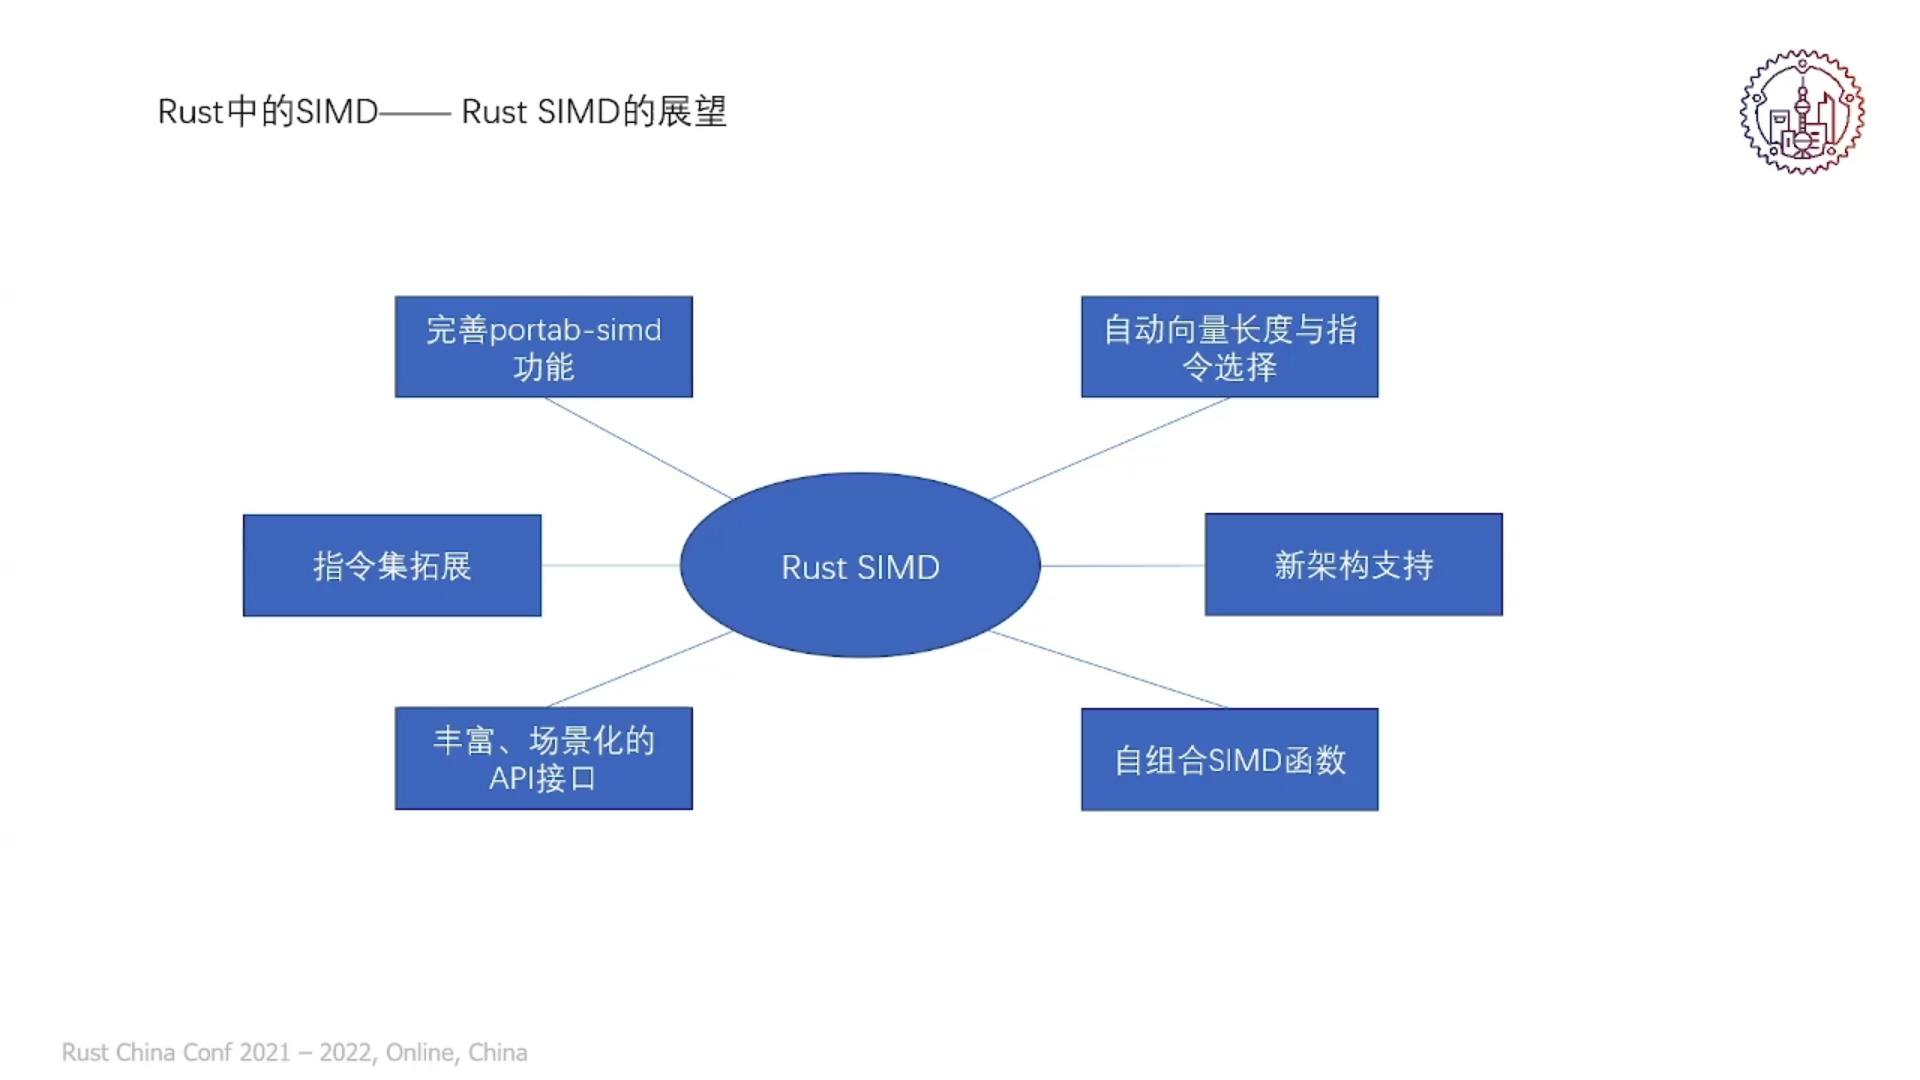 Rust中的SIMD—— Rust SIMD的展望
完善portab-simd
功能
自动向量长度与指
令选择
指令集拓展
Rust SIMD
新架构支持
丰富、场景化的
API接口
自组合SIMD函数
Rust China Conf 2021 – 2022, Online, China